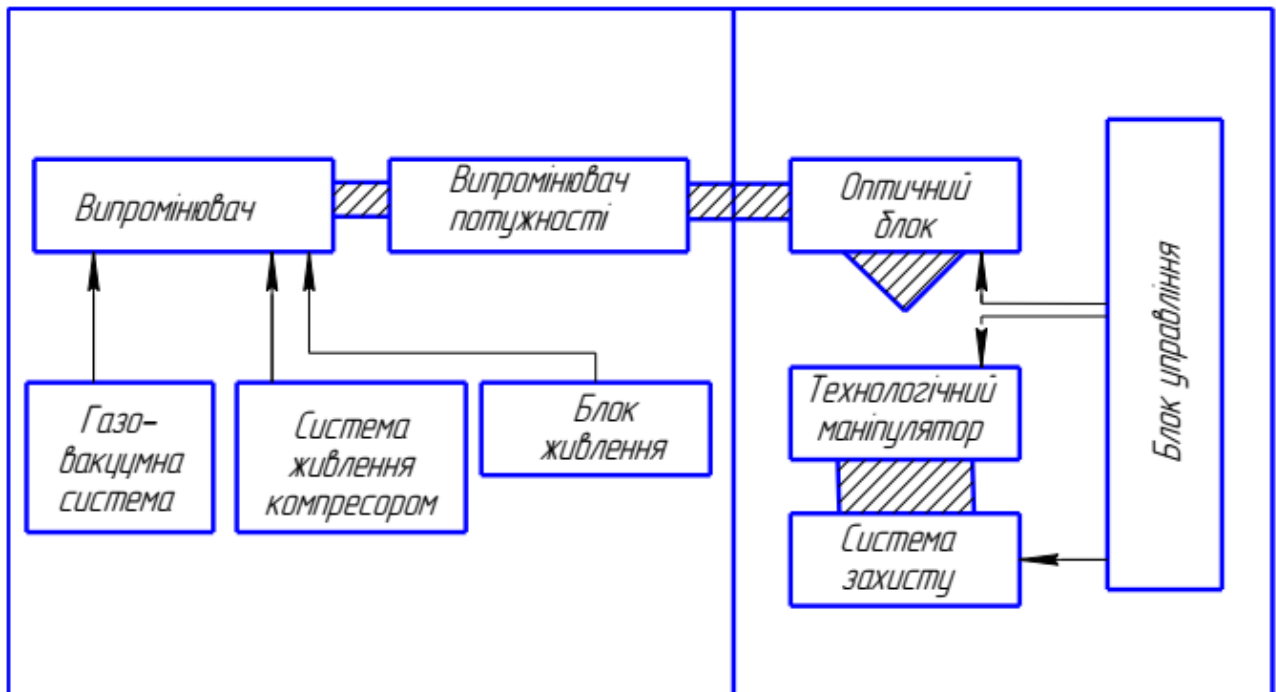 Випромінювач
Випромінювач
потужності
Оптичний
блок
Газо-
вакуумна
система
Система
живлення
компресором
Блок
живлення
Технологічний
маніпулятор
Система
захисту
Блок управління